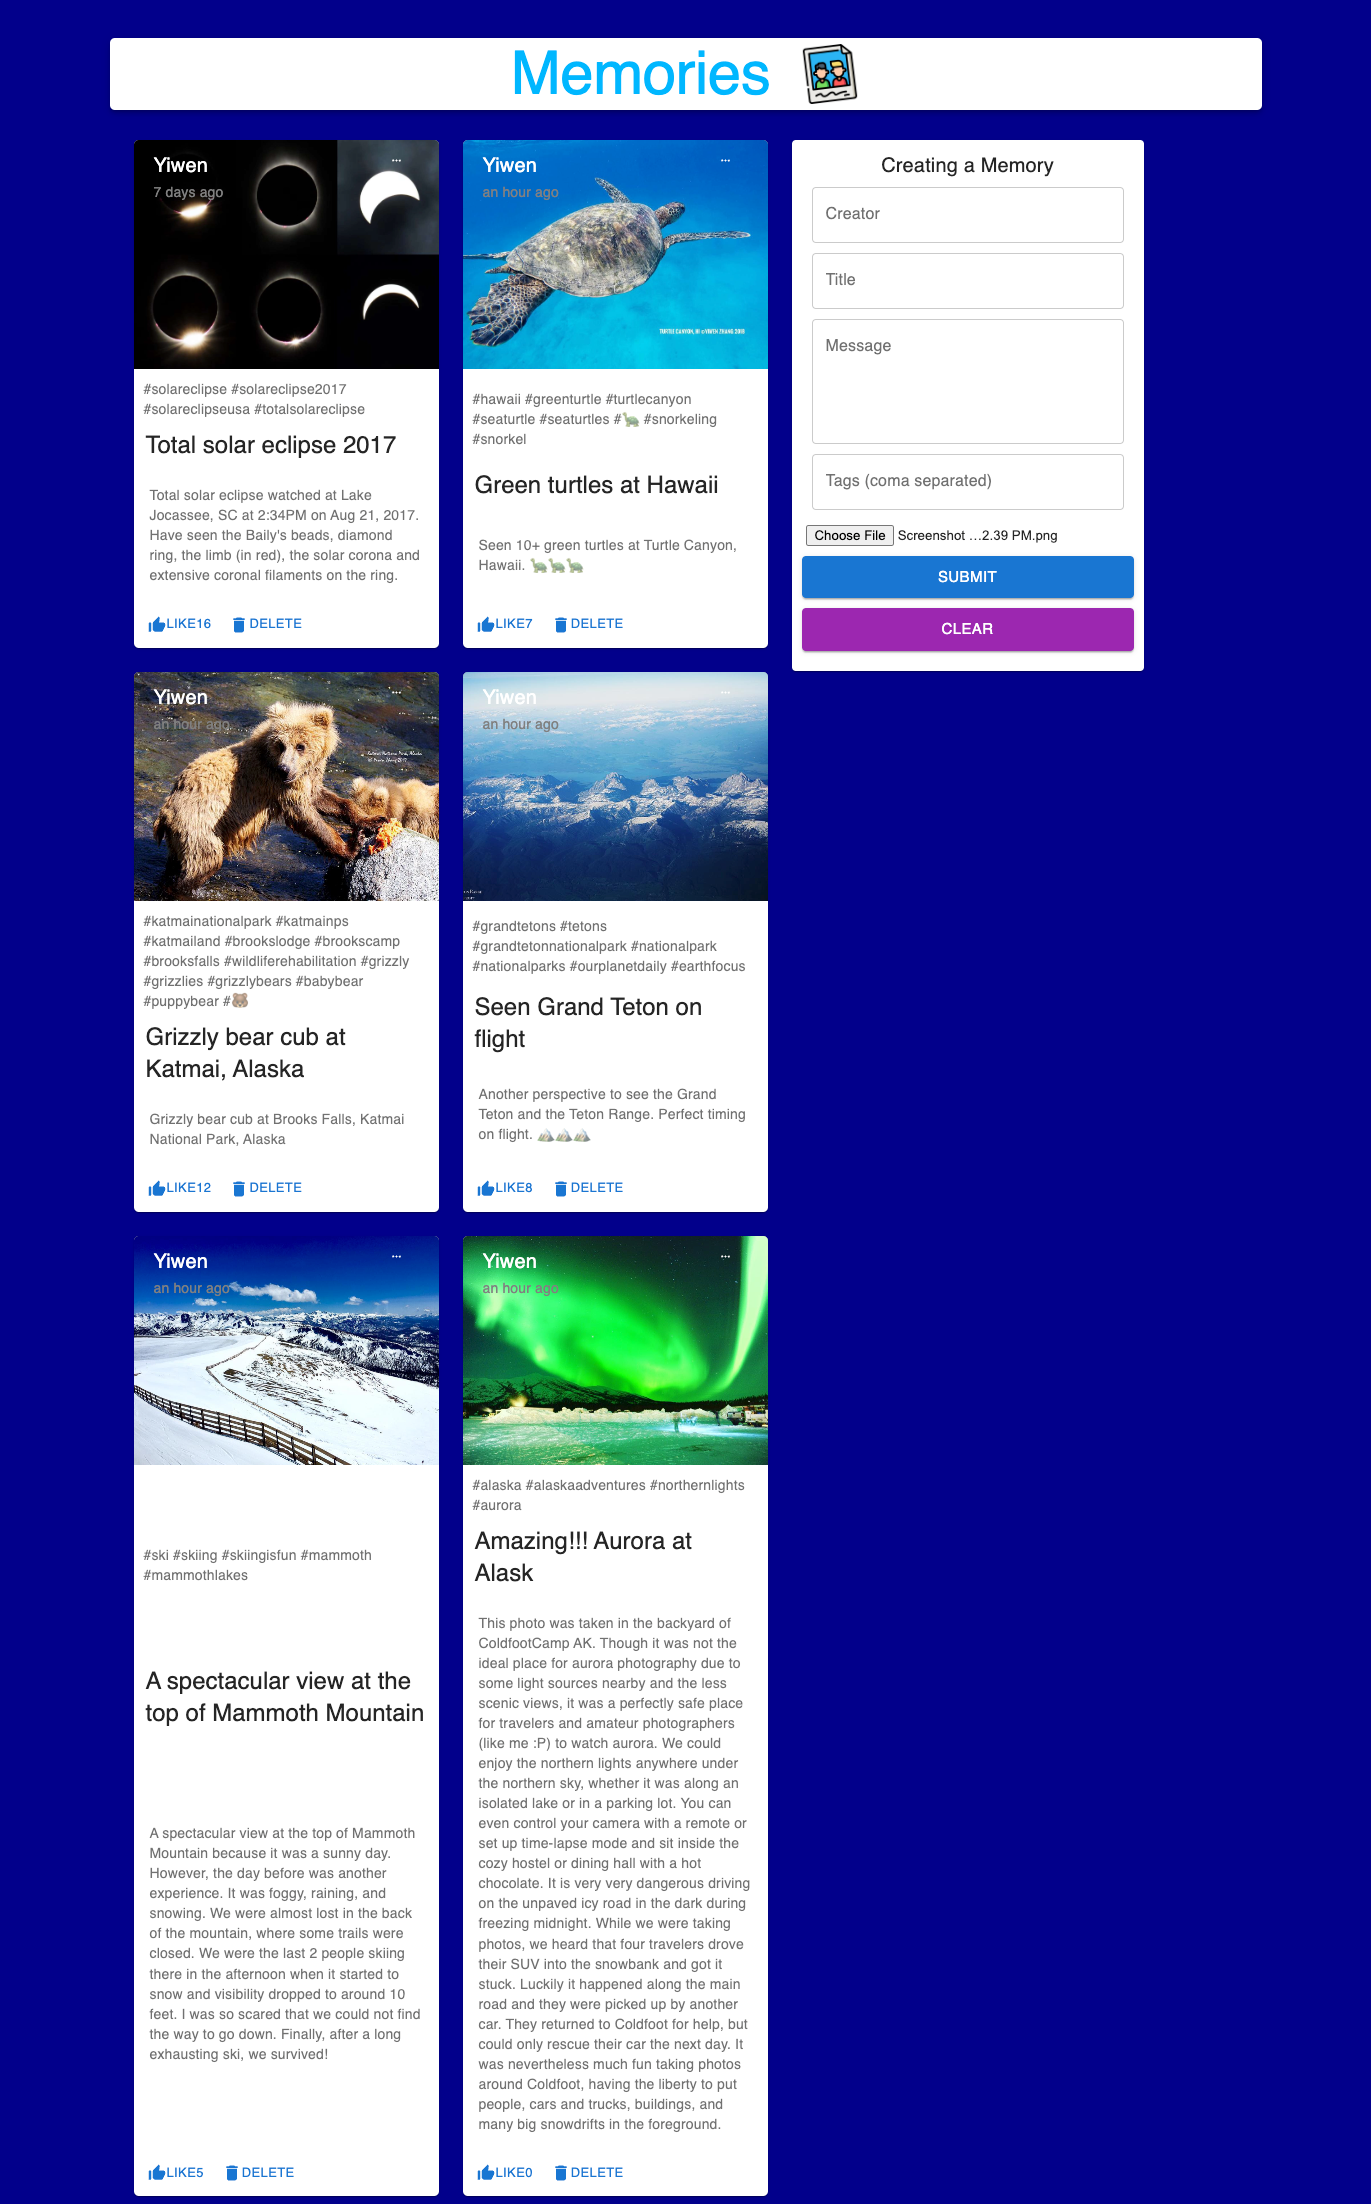 Memories
Yiwen
7 days ago
#solareclipse #solareclipse2017
#solareclipseusa #totalsolareclipse
Total solar eclipse 2017
Total solar eclipse watched at Lake
Jocassee, SC at 2:34PM on Aug 21, 2017.
Have seen the Baily's beads, diamond
ring, the limb (in red), the solar corona and
extensive coronal filaments on the ring.
LIKE16 DELETE
Yiwen
an hour ago
TURTLE CANYON, HI ©YIWEN ZHANG 2019
#hawaii #greenturtle #turtlecanyon
#seaturtle #seaturtles #🐢 #snorkeling
#snorkel
Green turtles at Hawaii
Seen 10+ green turtles at Turtle Canyon,
Hawaii. 🐢🐢🐢
LIKE7 DELETE
Creating a Memory
Creator
Title
Message
Tags (coma separated)
Choose File Screenshot ...2.39 PM.png
SUBMIT
CLEAR
Yiwen
an hour ago
#katmainationalpark #katmainps
#katmailand #brookslodge #brookscamp
#brooksfalls #wildliferehabilitation #grizzly
#grizzlies #grizzlybears #babybear
#puppybear #🐻
Grizzly bear cub at
Katmai, Alaska
Grizzly bear cub at Brooks Falls, Katmai
National Park, Alaska
LIKE12 DELETE
Yiwen
an hour ago
#grandtetons #tetons
#grandtetonnationalpark #nationalpark
#nationalparks #ourplanetdaily #earthfocus
Seen Grand Teton on
flight
Another perspective to see the Grand
Teton and the Teton Range. Perfect timing
on flight. 🏔🏔🏔
LIKE8 DELETE
Yiwen
an hour ago
#ski #skiing #skiingisfun #mammoth
#mammothlakes
A spectacular view at the
top of Mammoth Mountain
A spectacular view at the top of Mammoth
Mountain because it was a sunny day.
However, the day before was another
experience. It was foggy, raining, and
snowing. We were almost lost in the back
of the mountain, where some trails were
closed. We were the last 2 people skiing
there in the afternoon when it started to
snow and visibility dropped to around 10
feet. I was so scared that we could not find
the way to go down. Finally, after a long
exhausting ski, we survived!
LIKE5 DELETE
Yiwen
an hour ago
#alaska #alaskaadventures #northernlights
#aurora
Amazing!!! Aurora at
Alask
This photo was taken in the backyard of
ColdfootCamp AK. Though it was not the
ideal place for aurora photography due to
some light sources nearby and the less
scenic views, it was a perfectly safe place
for travelers and amateur photographers
(like me :P) to watch aurora. We could
enjoy the northern lights anywhere under
the northern sky, whether it was along an
isolated lake or in a parking lot. You can
even control your camera with a remote or
set up time-lapse mode and sit inside the
cozy hostel or dining hall with a hot
chocolate. It is very very dangerous driving
on the unpaved icy road in the dark during
freezing midnight. While we were taking
photos, we heard that four travelers drove
their SUV into the snowbank and got it
stuck. Luckily it happened along the main
road and they were picked up by another
car. They returned to Coldfoot for help, but
could only rescue their car the next day. It
was nevertheless much fun taking photos
around Coldfoot, having the liberty to put
people, cars and trucks, buildings, and
many big snowdrifts in the foreground.
LIKE0 DELETE